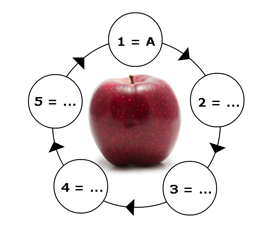 1 = A
2 = ...
3 = ...
4 = ...
5 = ...